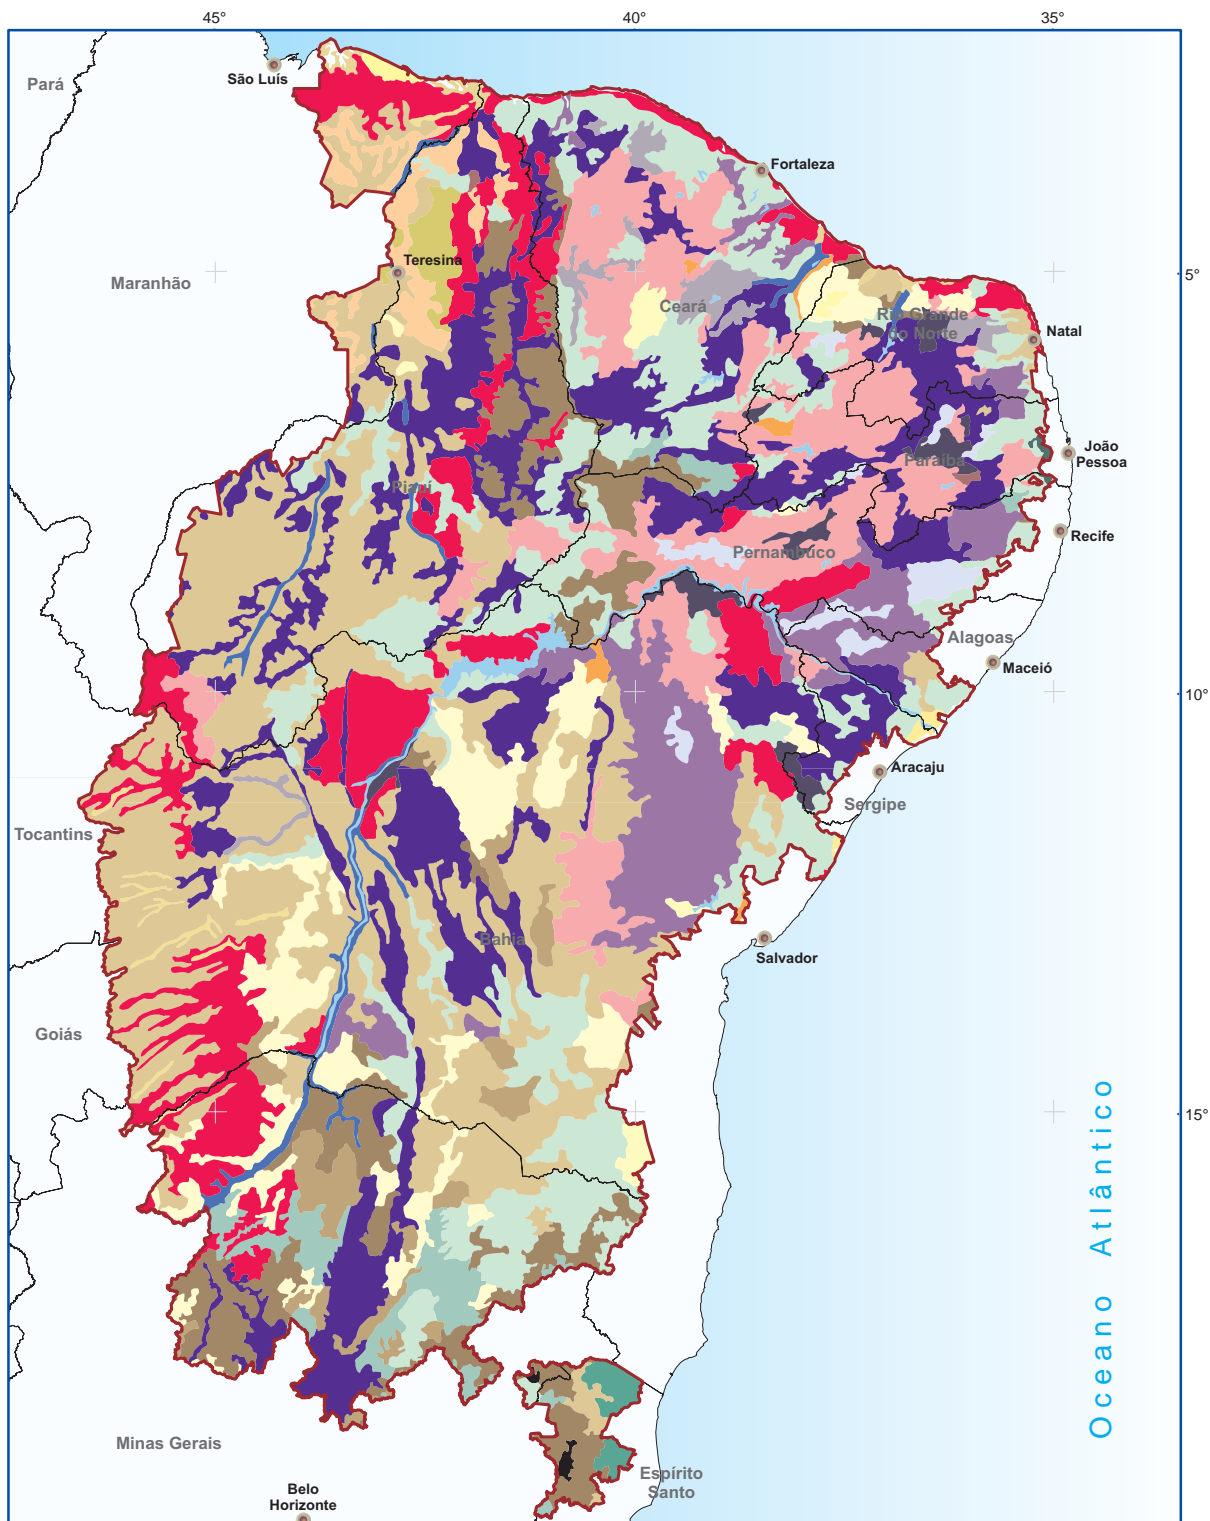 45°
40°
35°
São Luís
Pará
Fortaleza
Teresina
5°
Maranhão
Ceará
Rio Grande
do Norte
Natal
João
Pessoa
Paraíba
Piauí
Recife
Pernambuco
Alagoas
Maceió
10°
Aracaju
Sergipe
Tocantins
Bahia
Salvador
Goiás
15°
Oceano Atlântico
Minas Gerais
Espírito
Santo
Belo
Horizonte